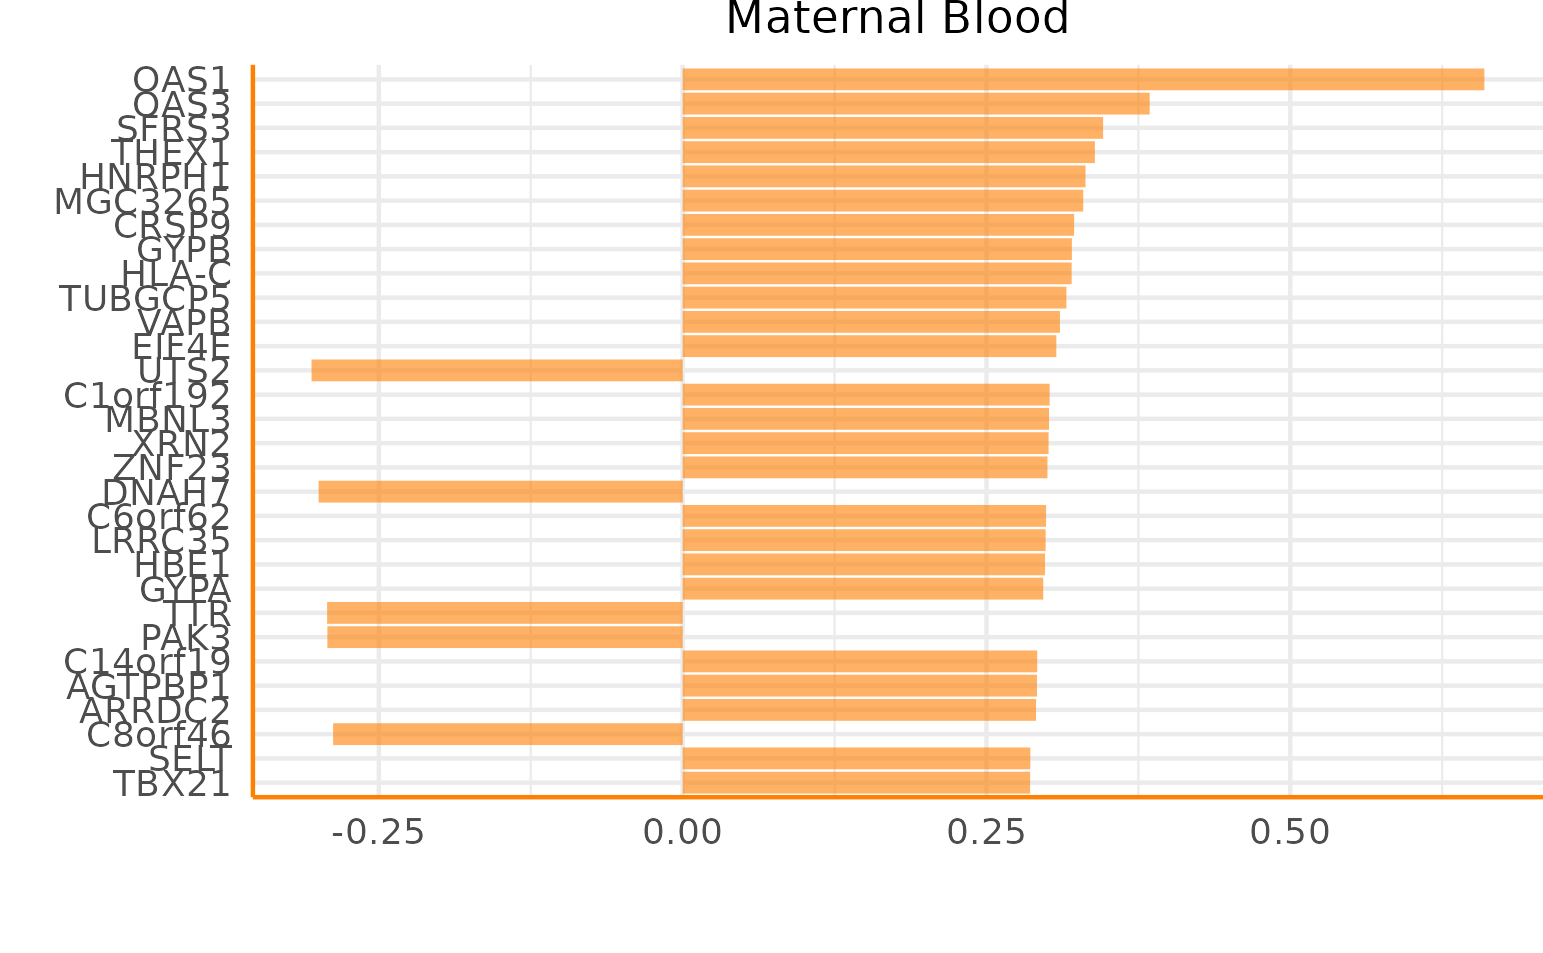 Maternal Blood
OAS1
OAS3
SFRS3
THEX1
HNRPH1
MGC3265
CRSP9
GYPB
HLA-C
TUBGCP5
VAPB
EIF4E
UTS2
C1orf192
MBNL3
XRN2
ZNF23
DNAH7
C6orf62
LRRC35
HBE1
GYPA
TTR
PAK3
C14orf19
AGTPBP1
ARRDC2
C8orf46
SELT
TBX21
-0.25 0.00 0.25 0.50